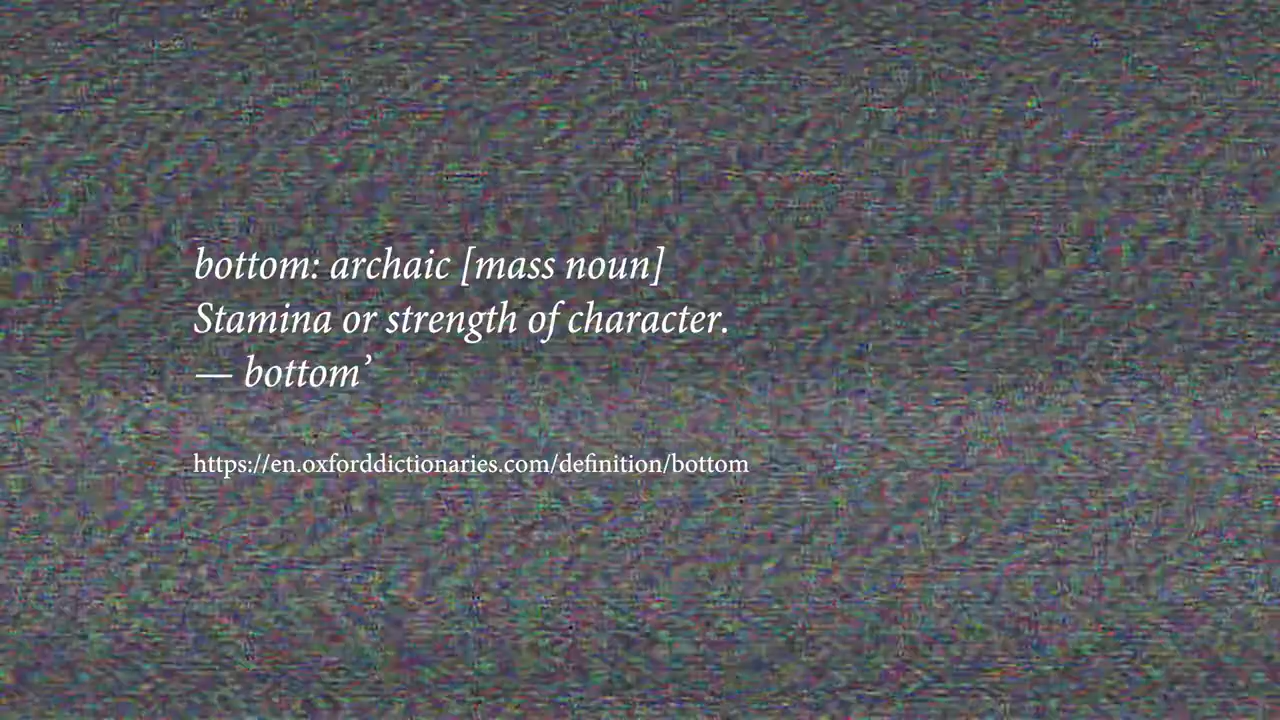 bottom: archaic [mass noun]
Stamina or strength of character.
— bottom’
https://en.oxforddictionaries.com/definition/bottom